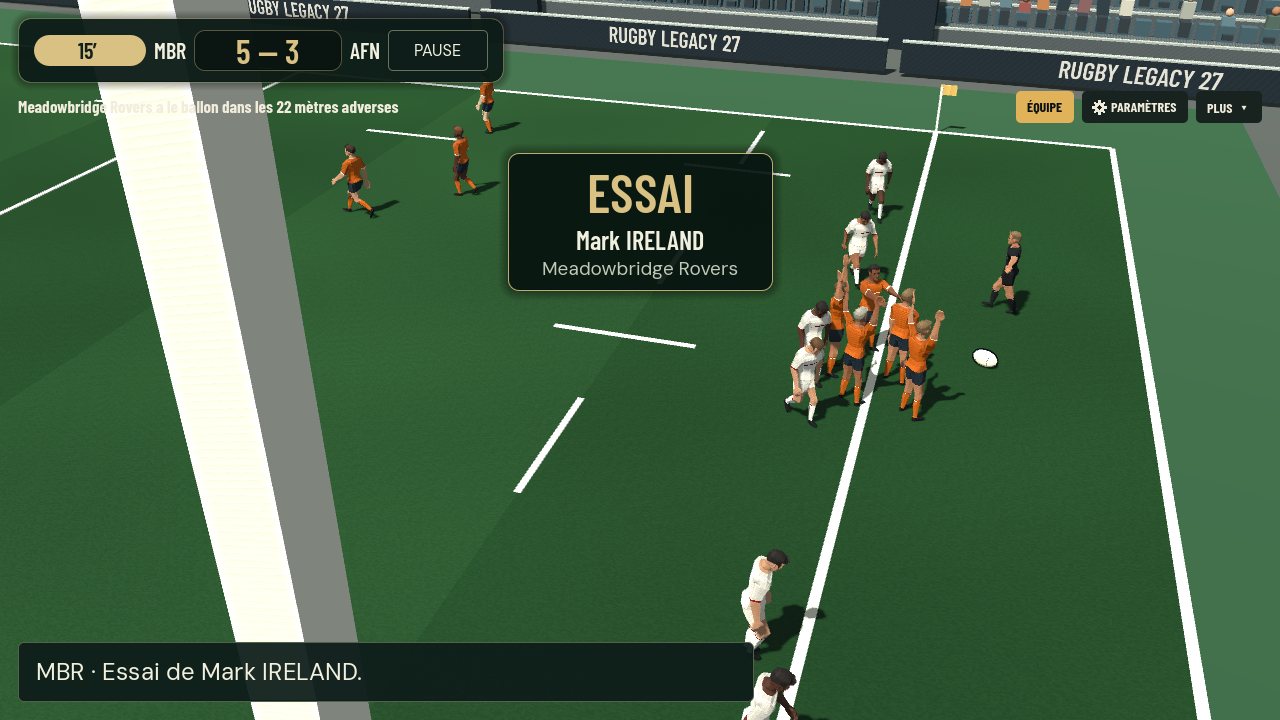 RUGBY LEGACY 27
RUGBY LEGACY 27
RUGBY LEGACY 27
15’
MBR
5 – 3
AFN
PAUSE
Meadowbridge Rovers a le ballon dans les 22 mètres adverses
ÉQUIPE
PARAMÈTRES
PLUS
ESSAI
Mark IRELAND
Meadowbridge Rovers
MBR · Essai de Mark IRELAND.